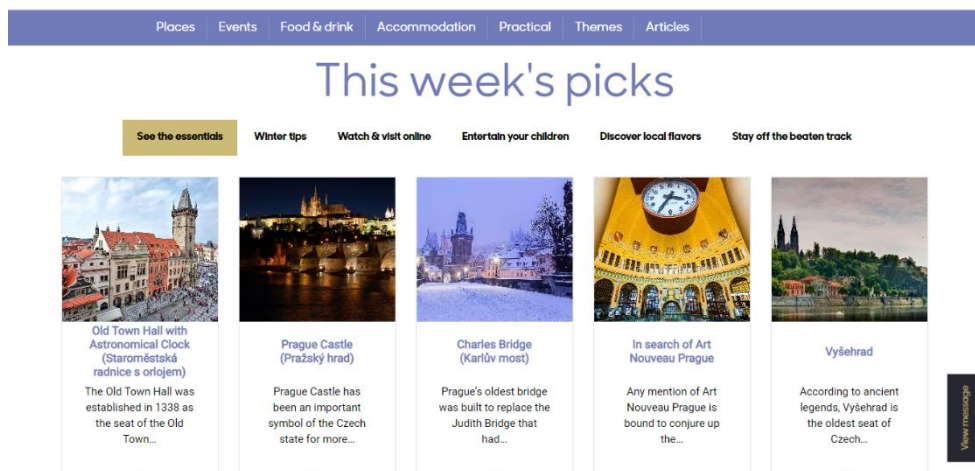 Places Events Food & drink Accommodation Practical Themes Articles
This week's picks
See the essentials Winter tips Watch & visit online Entertain your children Discover local flavors Stay off the beaten track
Old Town Hall with
Astronomical Clock
(Staroměstská
radnice s orlojem)
The Old Town Hall was
established in 1338 as
the seat of the Old
Town...
Prague Castle
(Pražský hrad)
Prague Castle has
been an important
symbol of the Czech
state for more...
Charles Bridge
(Karlův most)
Prague's oldest bridge
was built to replace the
Judith Bridge that
had...
In search of Art
Nouveau Prague
Any mention of Art
Nouveau Prague is
bound to conjure up
the...
Vyšehrad
According to ancient
legends, Vyšehrad is
the oldest seat of
Czech...
View message